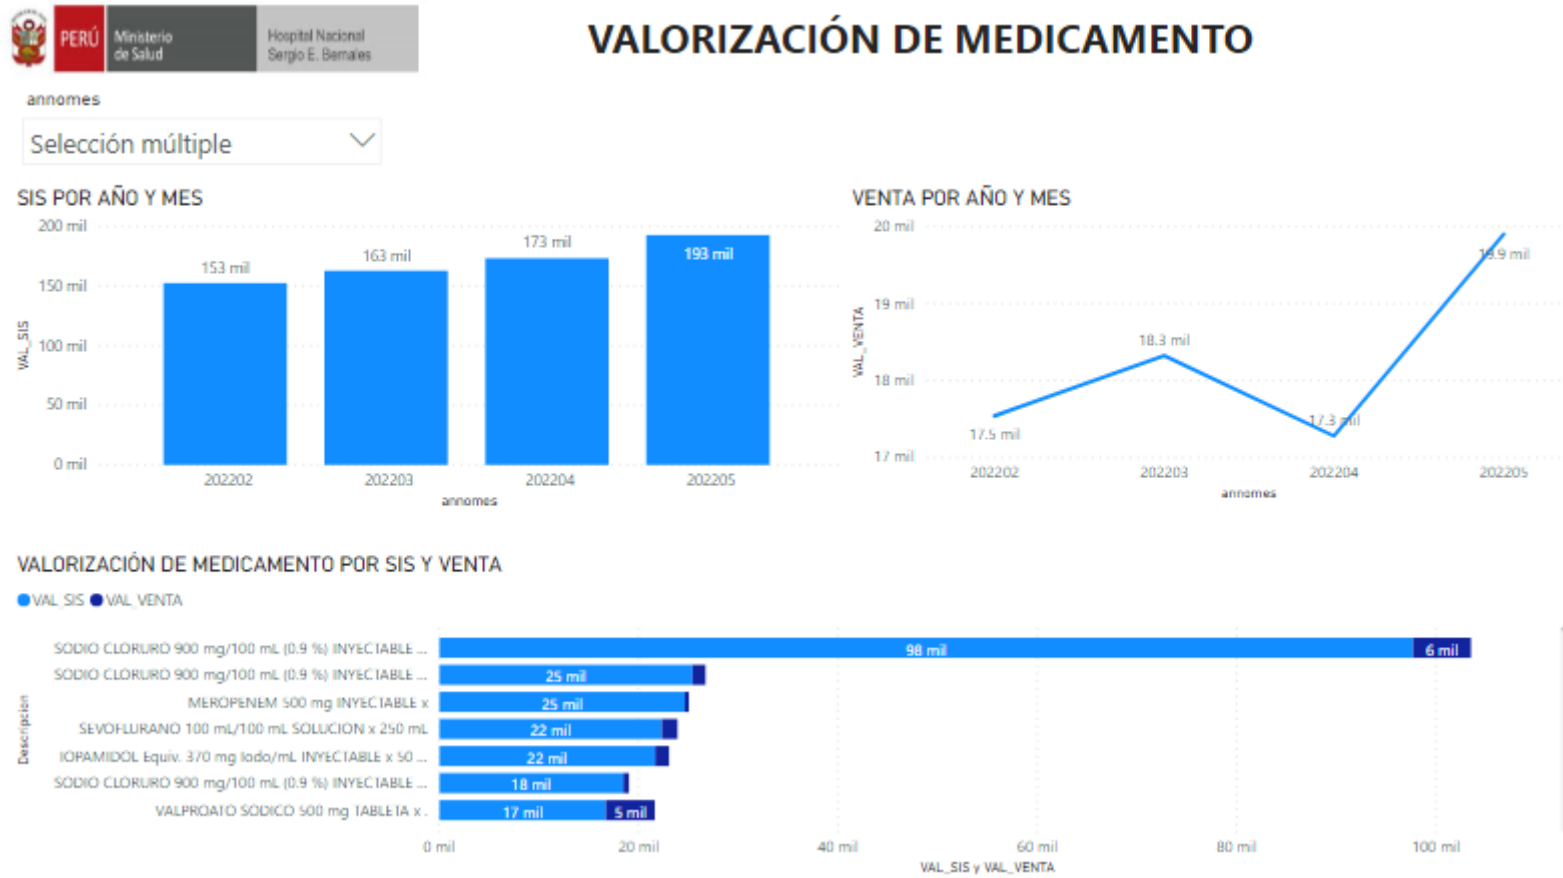 PERÚ
Ministerio
de Salud
Hospital Nacional
Sergio E. Bernales
VALORIZACIÓN DE MEDICAMENTO
annomes
Selección múltiple
SIS POR AÑO Y MES
200 mil
150 mil
100 mil
50 mil
0 mil
VAL_SIS
153 mil
163 mil
173 mil
193 mil
202202
202203
202204
202205
annomes
VENTA POR AÑO Y MES
20 mil
19 mil
18 mil
17 mil
VAL_VENTA
17.5 mil
18.3 mil
17.3 mil
19.9 mil
202202
202203
202204
202205
annomes
VALORIZACIÓN DE MEDICAMENTO POR SIS Y VENTA
VAL_SIS VAL_VENTA
Descripcion
SODIO CLORURO 900 mg/100 mL (0.9 %) INYECTABLE ... 98 mil 6 mil
SODIO CLORURO 900 mg/100 mL (0.9 %) INYECTABLE ... 25 mil
MEROPENEM 500 mg INYECTABLE x 25 mil
SEVOFLURANO 100 mL/100 mL SOLUCION x 250 mL 22 mil
IOPAMIDOL Equiv. 370 mg Iodo/mL INYECTABLE x 50 ... 22 mil
SODIO CLORURO 900 mg/100 mL (0.9 %) INYECTABLE ... 18 mil
VALPROATO SODICO 500 mg TABLETA x . 17 mil 5 mil
0 mil 20 mil 40 mil 60 mil 80 mil 100 mil
VAL_SIS y VAL_VENTA